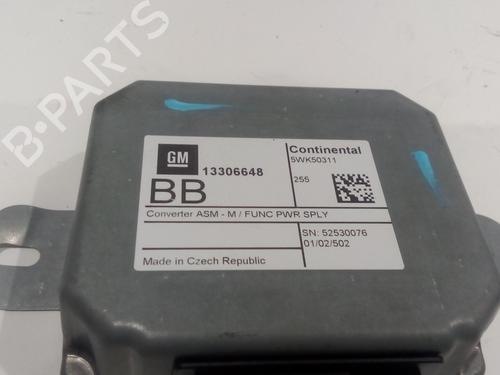 B-PARTS
GM
13306648
BB
Continental
5WK50311
255
Converter ASM - M / FUNC PWR SPLY
SN: 52530076
01/02/502
Made in Czech Republic